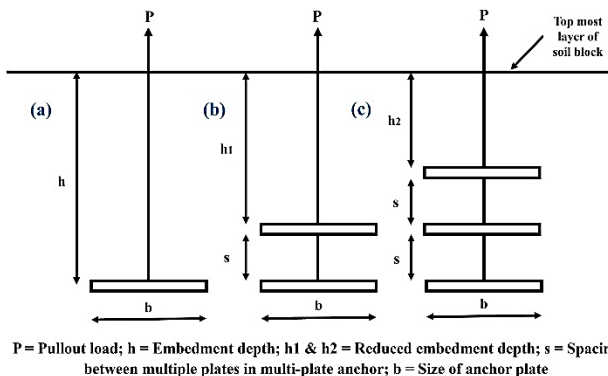 P
P
P
Top most
layer of
soil block
(a)
(b)
(c)
h
h1
h2
s
s
s
b
b
b
P = Pullout load; h = Embedment depth; h1 & h2 = Reduced embedment depth; s = Spacin
between multiple plates in multi-plate anchor; b = Size of anchor plate